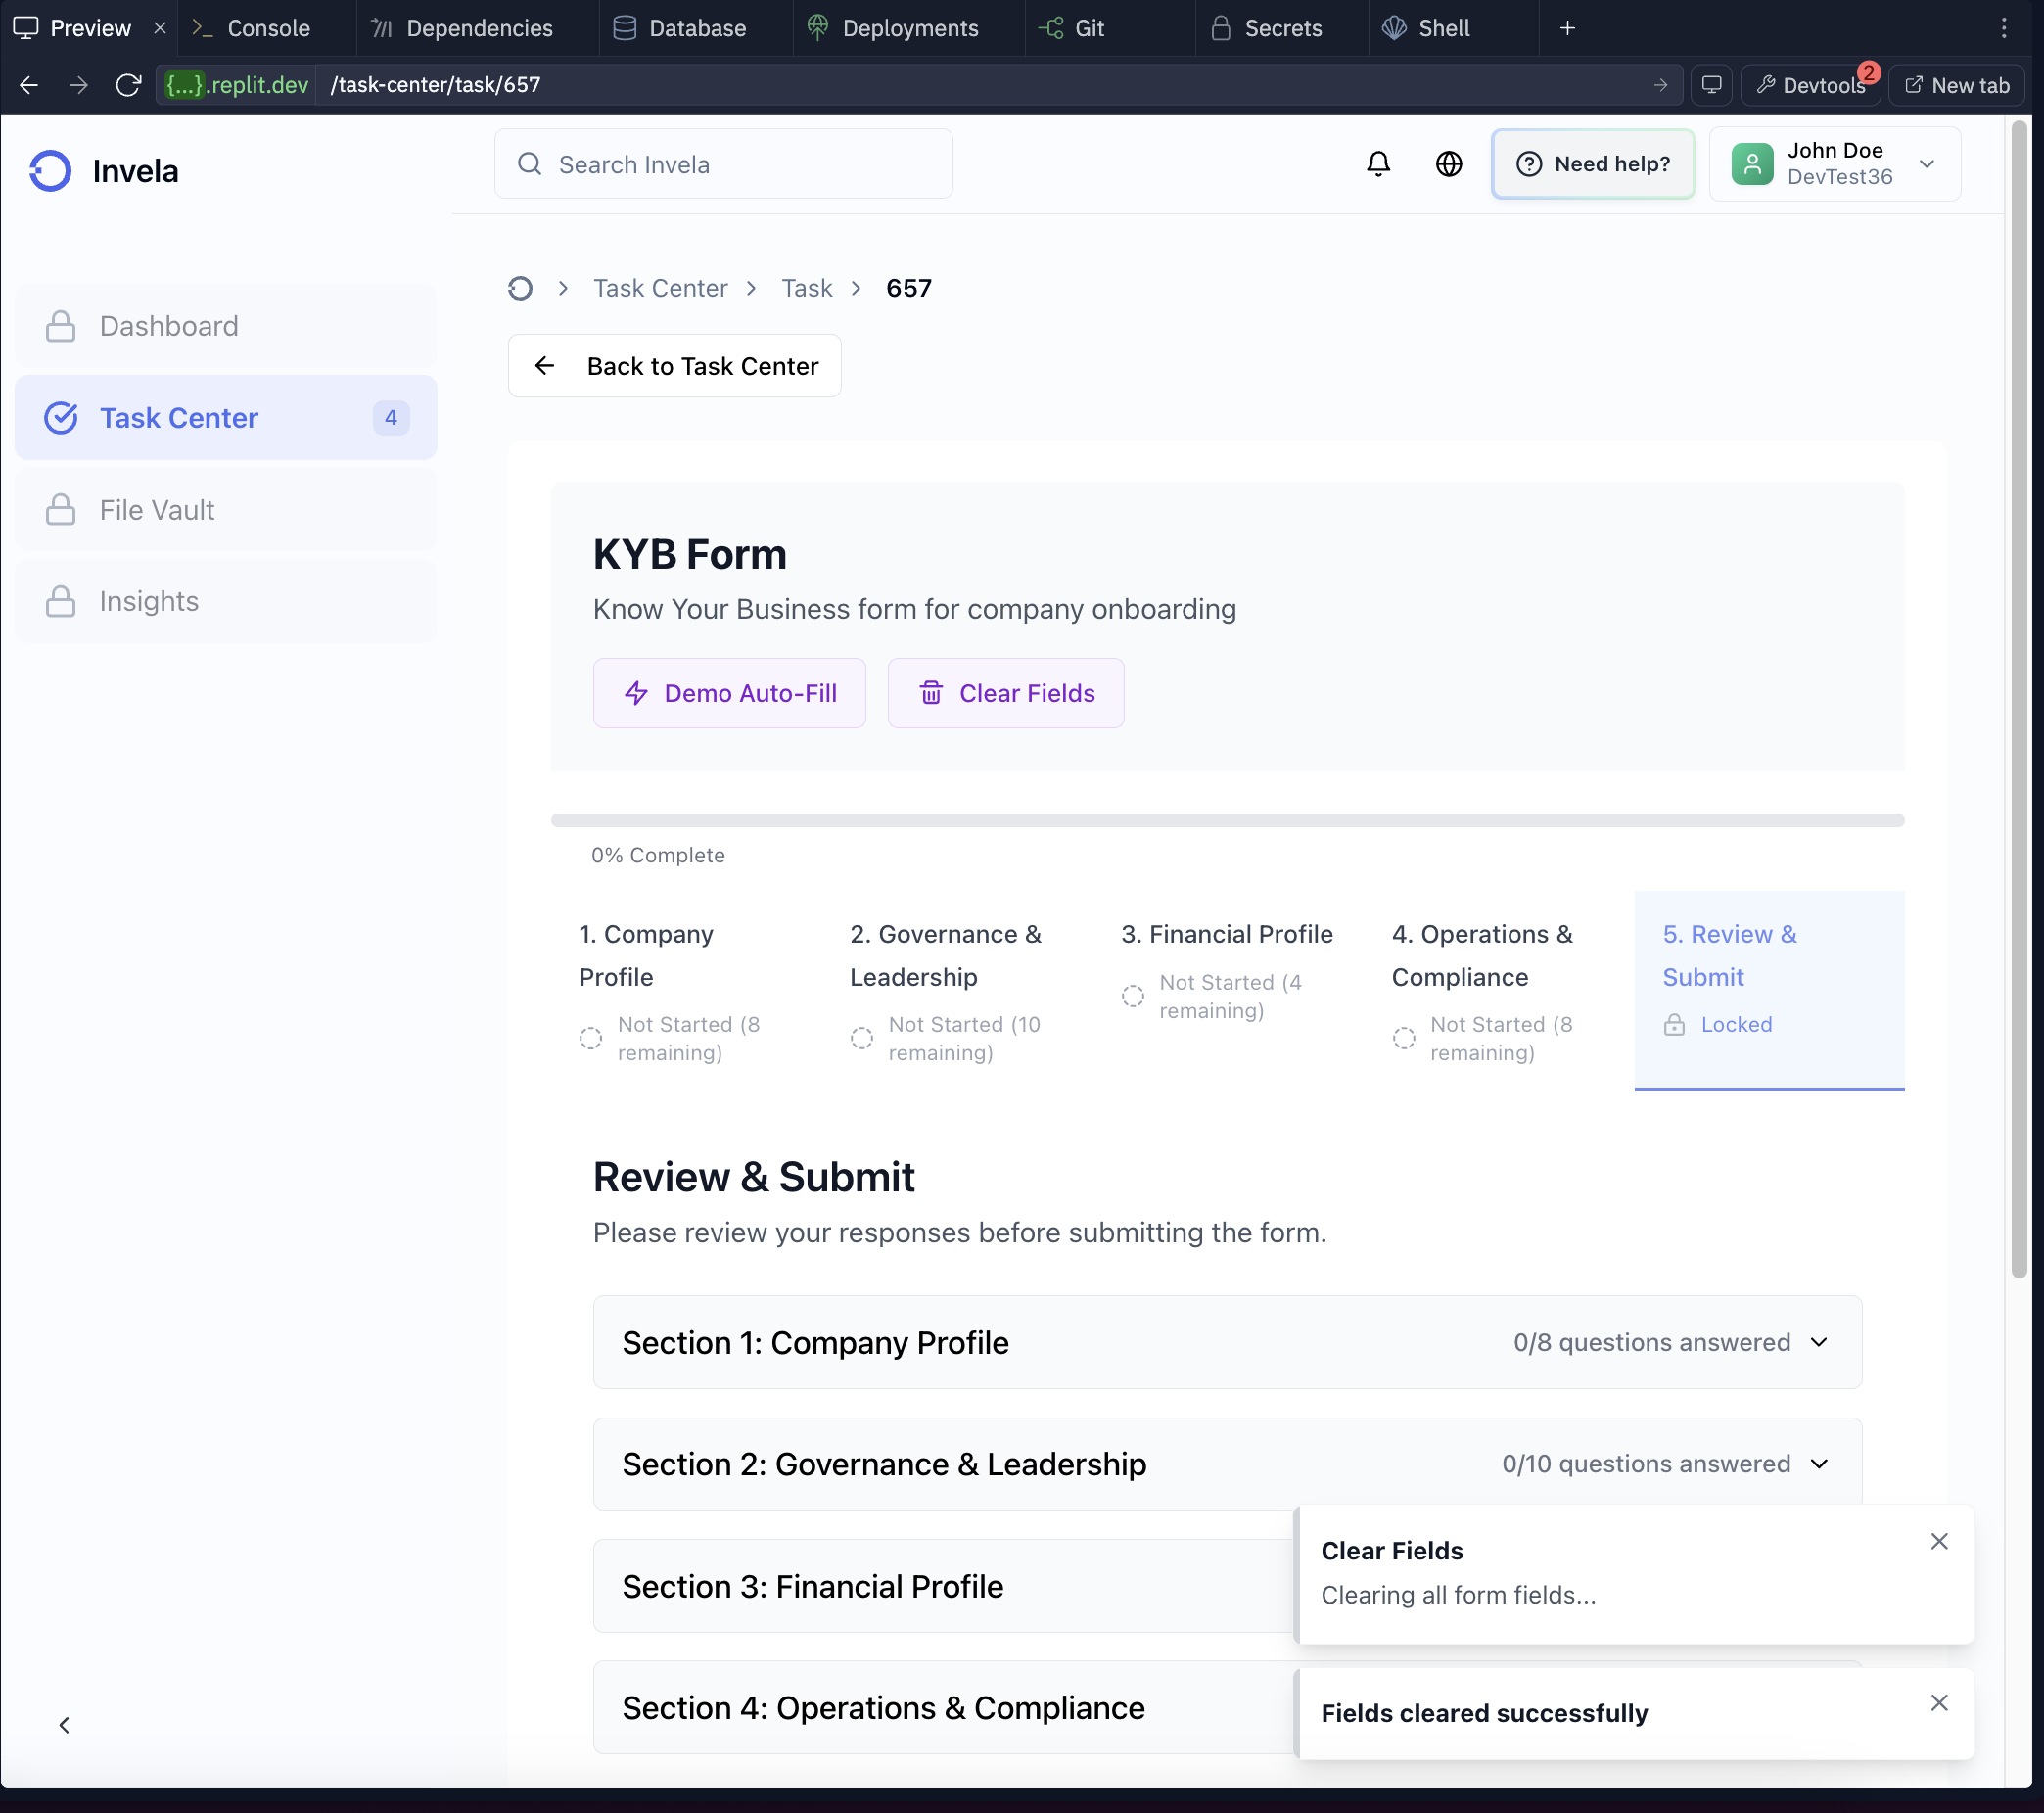 Preview
Console
Dependencies
Database
Deployments
Git
Secrets
Shell
{...}.replit.dev
/task-center/task/657
Devtools
2
New tab
Invela
Search Invela
Need help?
John Doe
DevTest36
Dashboard
Task Center
4
File Vault
Insights
Task Center
Task
657
Back to Task Center
KYB Form
Know Your Business form for company onboarding
Demo Auto-Fill
Clear Fields
0% Complete
1. Company
Profile
Not Started (8
remaining)
2. Governance &
Leadership
Not Started (10
remaining)
3. Financial Profile
Not Started (4
remaining)
4. Operations &
Compliance
Not Started (8
remaining)
5. Review &
Submit
Locked
Review & Submit
Please review your responses before submitting the form.
Section 1: Company Profile
0/8 questions answered
Section 2: Governance & Leadership
0/10 questions answered
Section 3: Financial Profile
Section 4: Operations & Compliance
Clear Fields
Clearing all form fields...
Fields cleared successfully